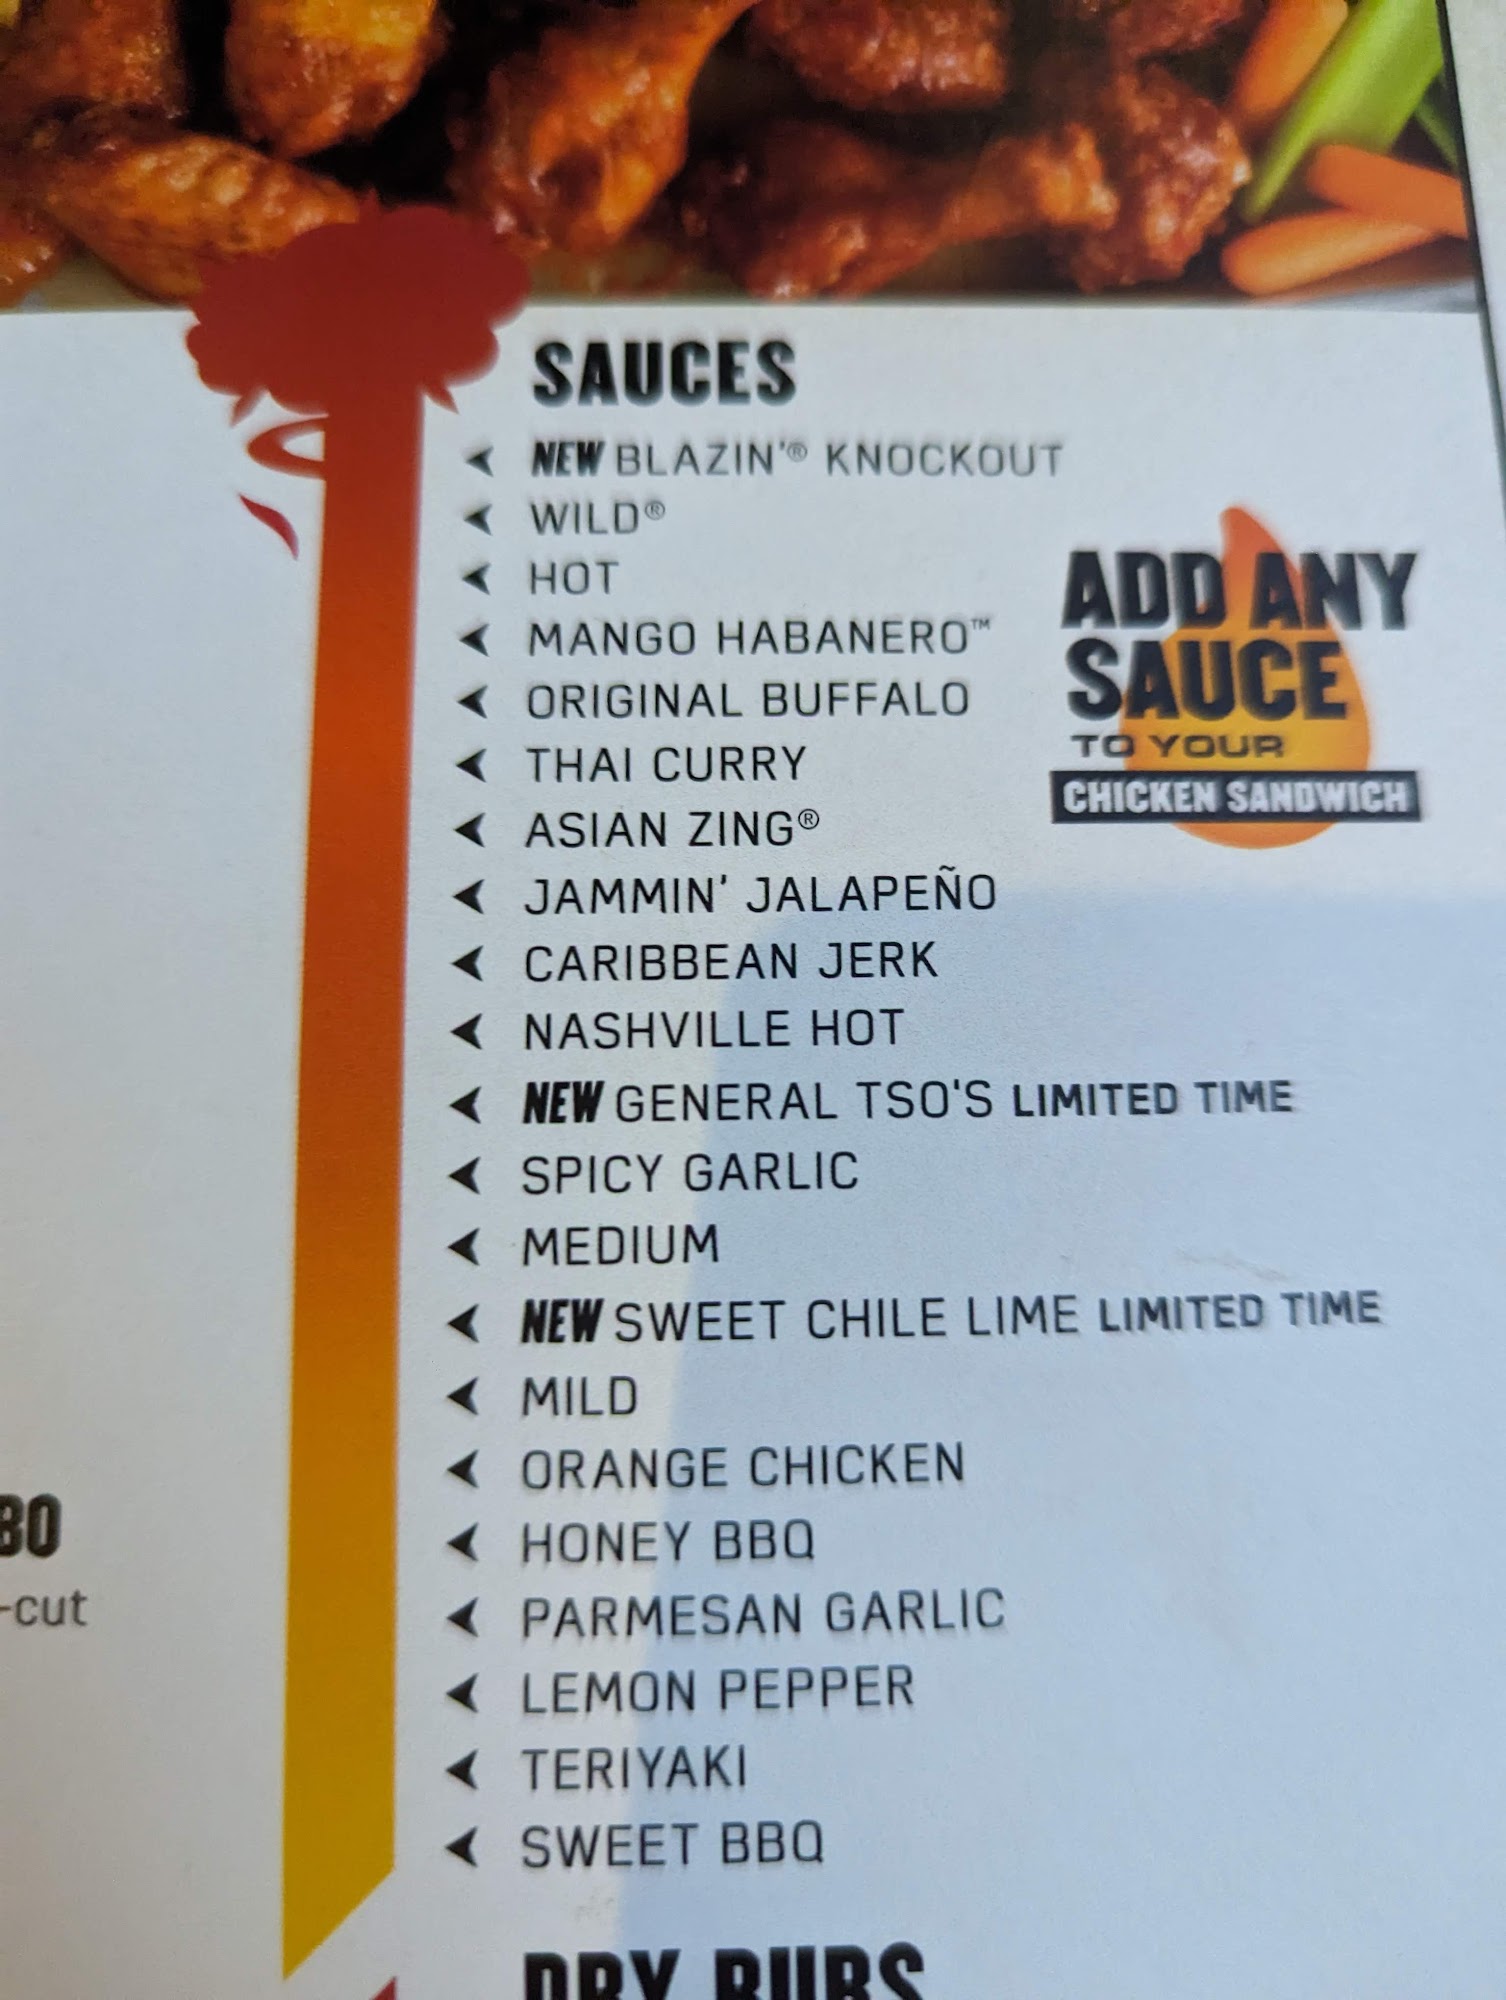 SAUCES
NEW BLAZIN'® KNOCKOUT
WILD®
HOT
MANGO HABANERO™
ORIGINAL BUFFALO
THAI CURRY
ASIAN ZING®
JAMMIN' JALAPEÑO
CARIBBEAN JERK
NASHVILLE HOT
NEW GENERAL TSO'S LIMITED TIME
SPICY GARLIC
MEDIUM
NEW SWEET CHILE LIME LIMITED TIME
MILD
ORANGE CHICKEN
HONEY BBQ
PARMESAN GARLIC
LEMON PEPPER
TERIYAKI
SWEET BBQ
DRY RUBS
ADD ANY
SAUCE
TO YOUR
CHICKEN SANDWICH
-cut